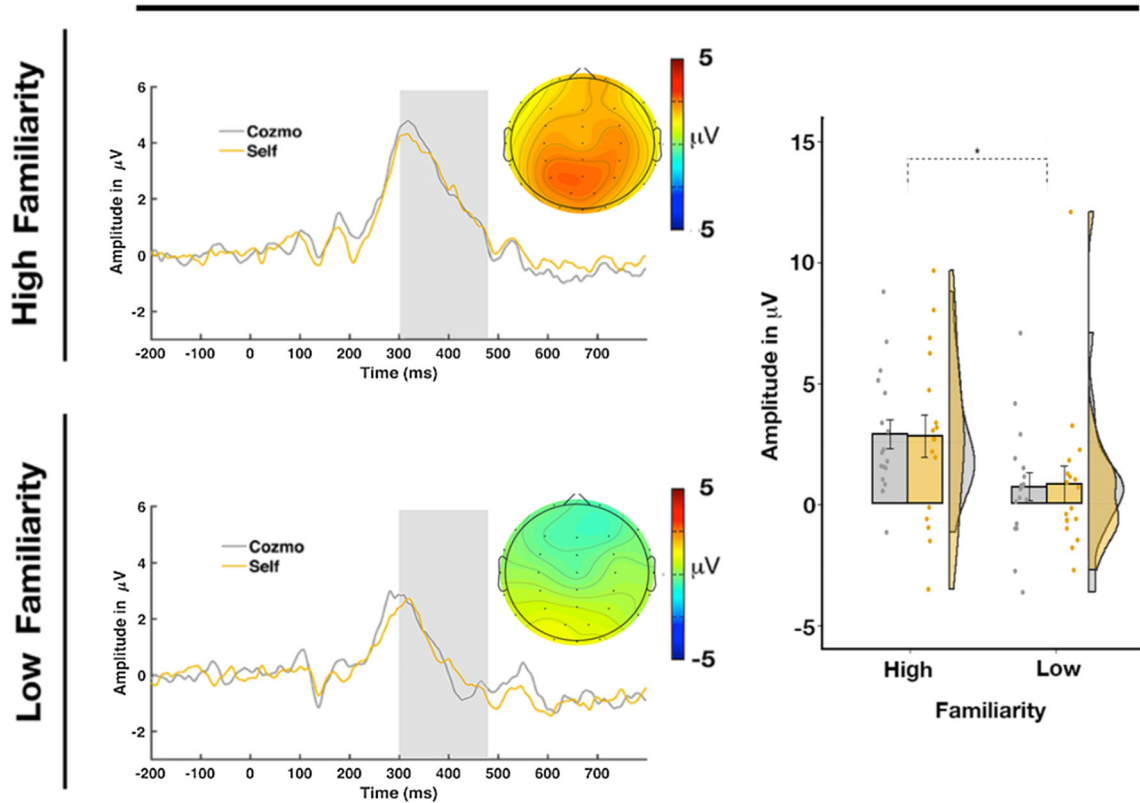 High Familiarity
Amplitude in μV
6
4
2
0
-2
Cozmo
Self
-200 -100 0 100 200 300 400 500 600 700
Time (ms)
5
μV
-5
Low Familiarity
Amplitude in μV
6
4
2
0
-2
Cozmo
Self
-200 -100 0 100 200 300 400 500 600 700
Time (ms)
5
μV
-5
Amplitude in μV
15
10
5
0
-5
*
High Low
Familiarity